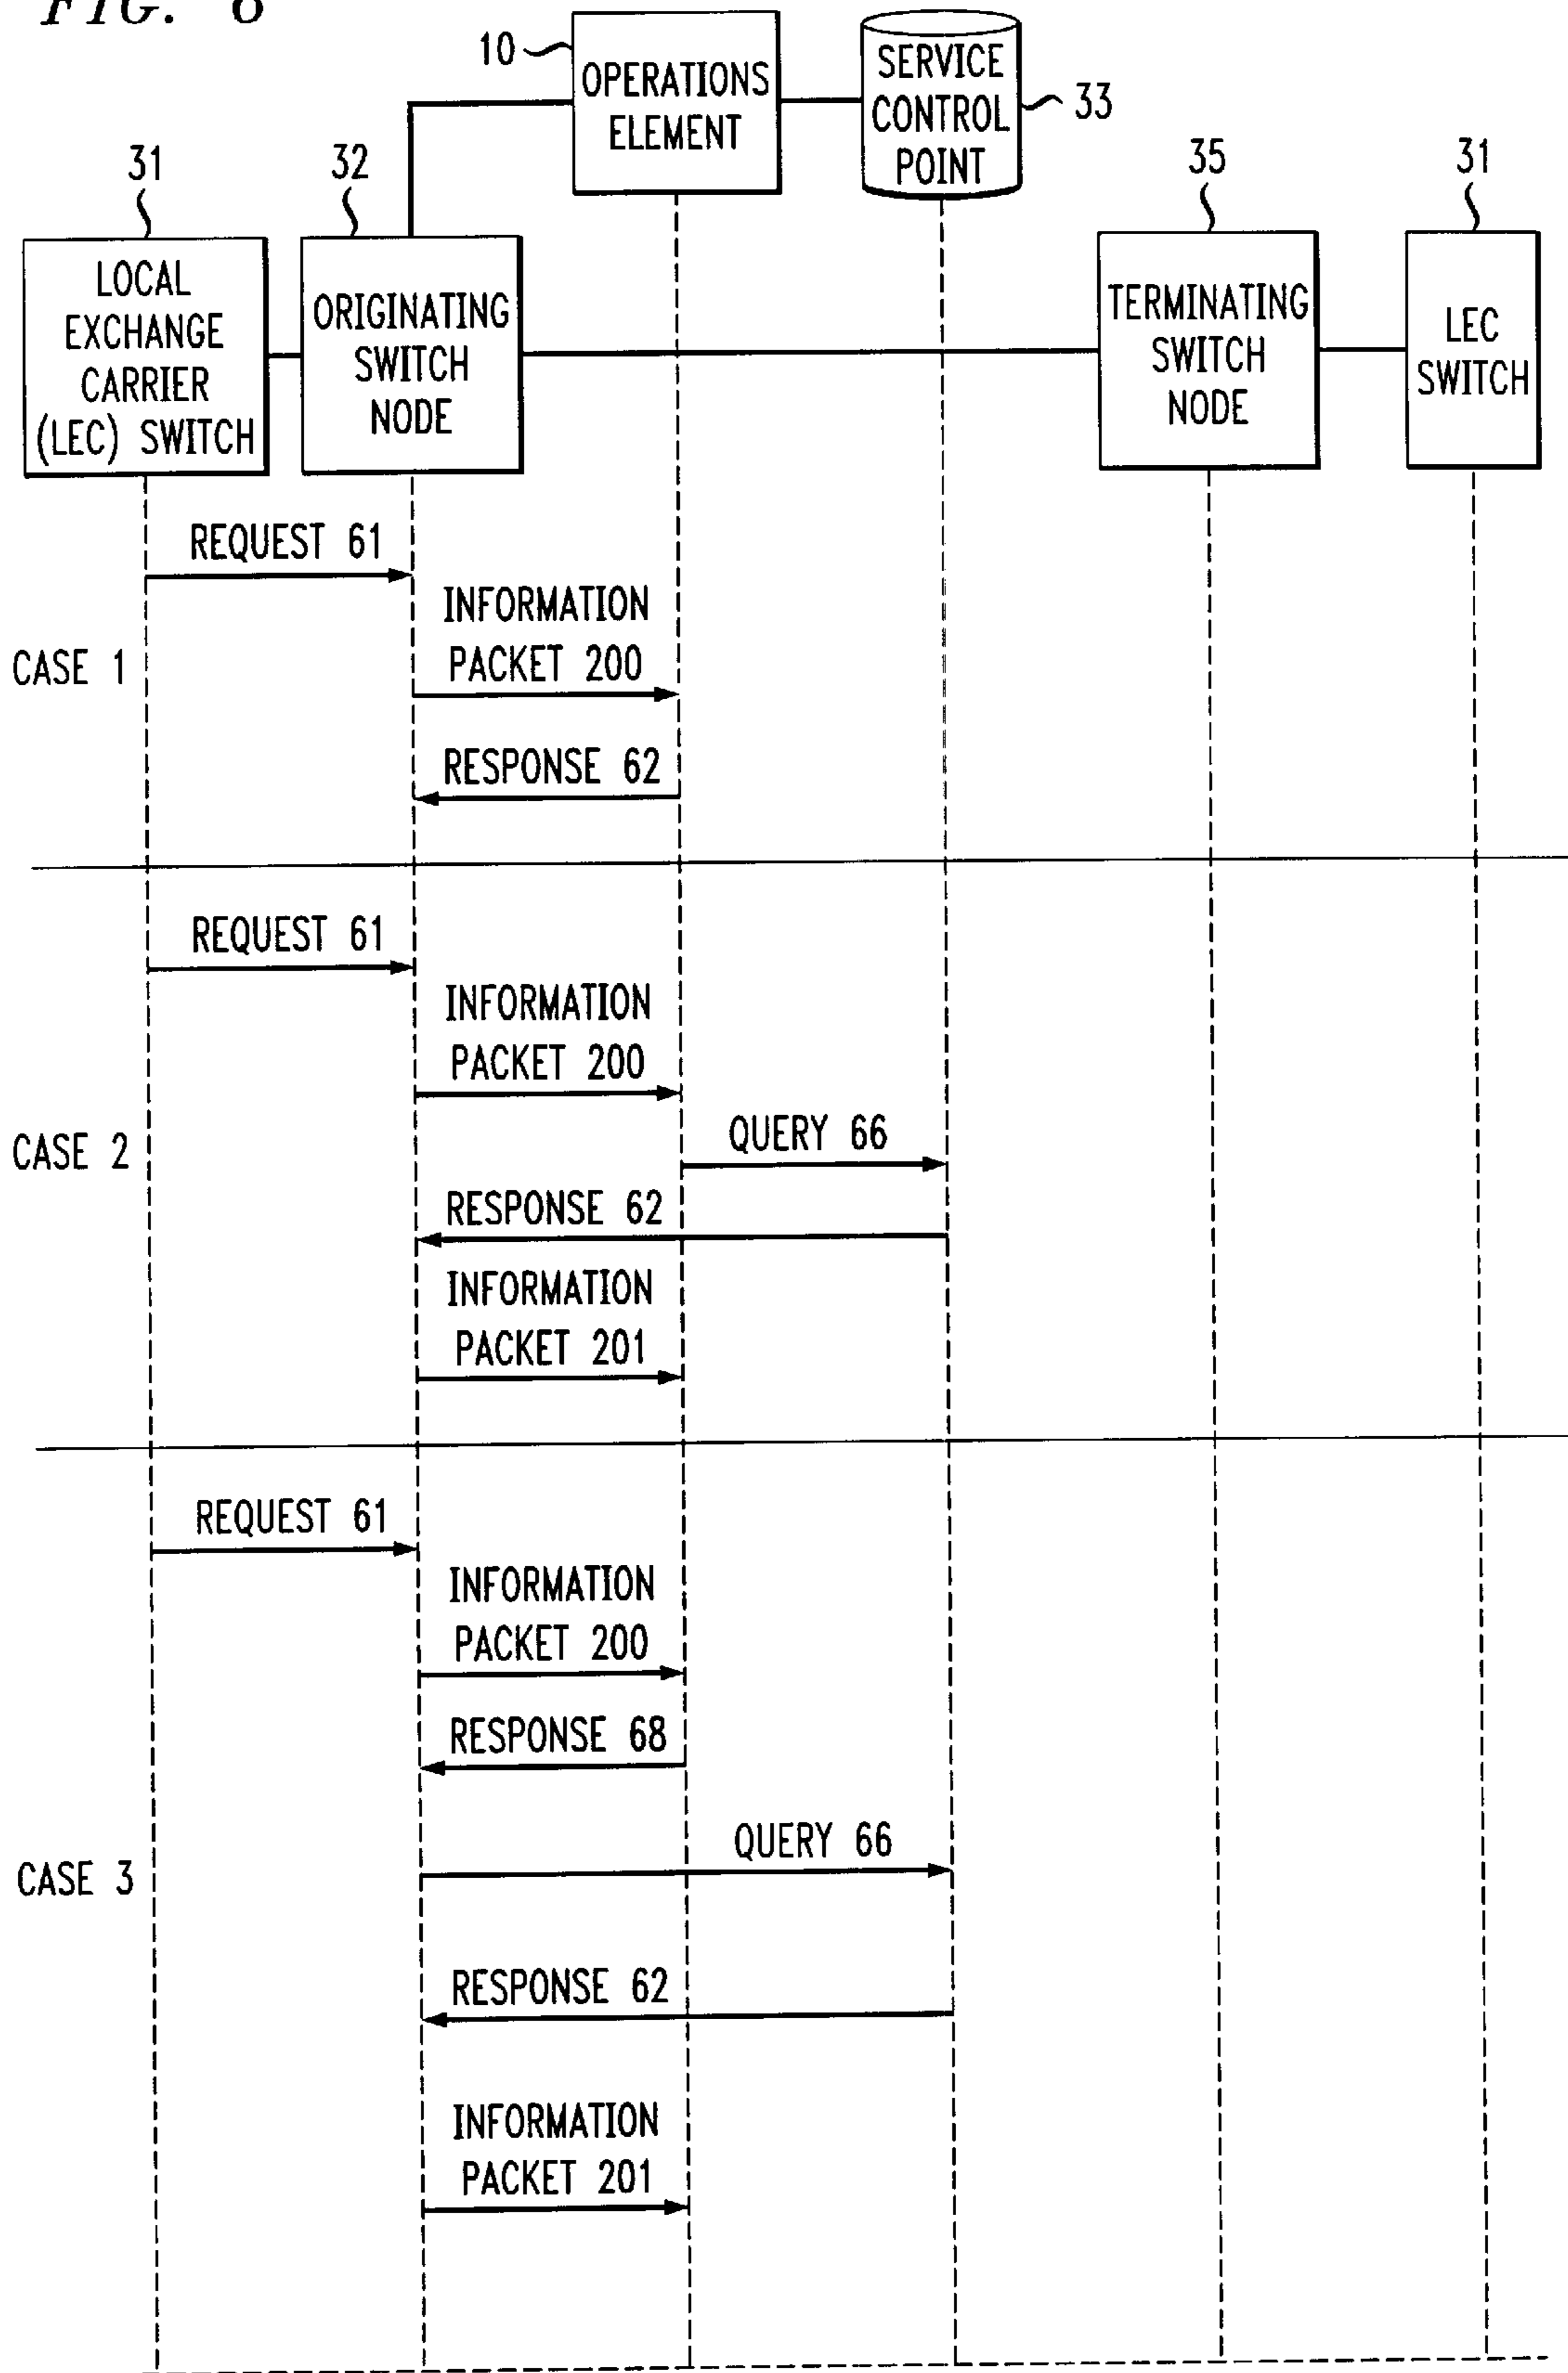 FIG. 6
10
OPERATIONS
ELEMENT
SERVICE
CONTROL
POINT
33
31
32
35
31
LOCAL
EXCHANGE
CARRIER
(LEC) SWITCH
ORIGINATING
SWITCH
NODE
TERMINATING
SWITCH
NODE
LEC
SWITCH
CASE 1
REQUEST 61
INFORMATION
PACKET 200
RESPONSE 62
CASE 2
REQUEST 61
INFORMATION
PACKET 200
QUERY 66
RESPONSE 62
INFORMATION
PACKET 201
CASE 3
REQUEST 61
INFORMATION
PACKET 200
RESPONSE 68
QUERY 66
RESPONSE 62
INFORMATION
PACKET 201